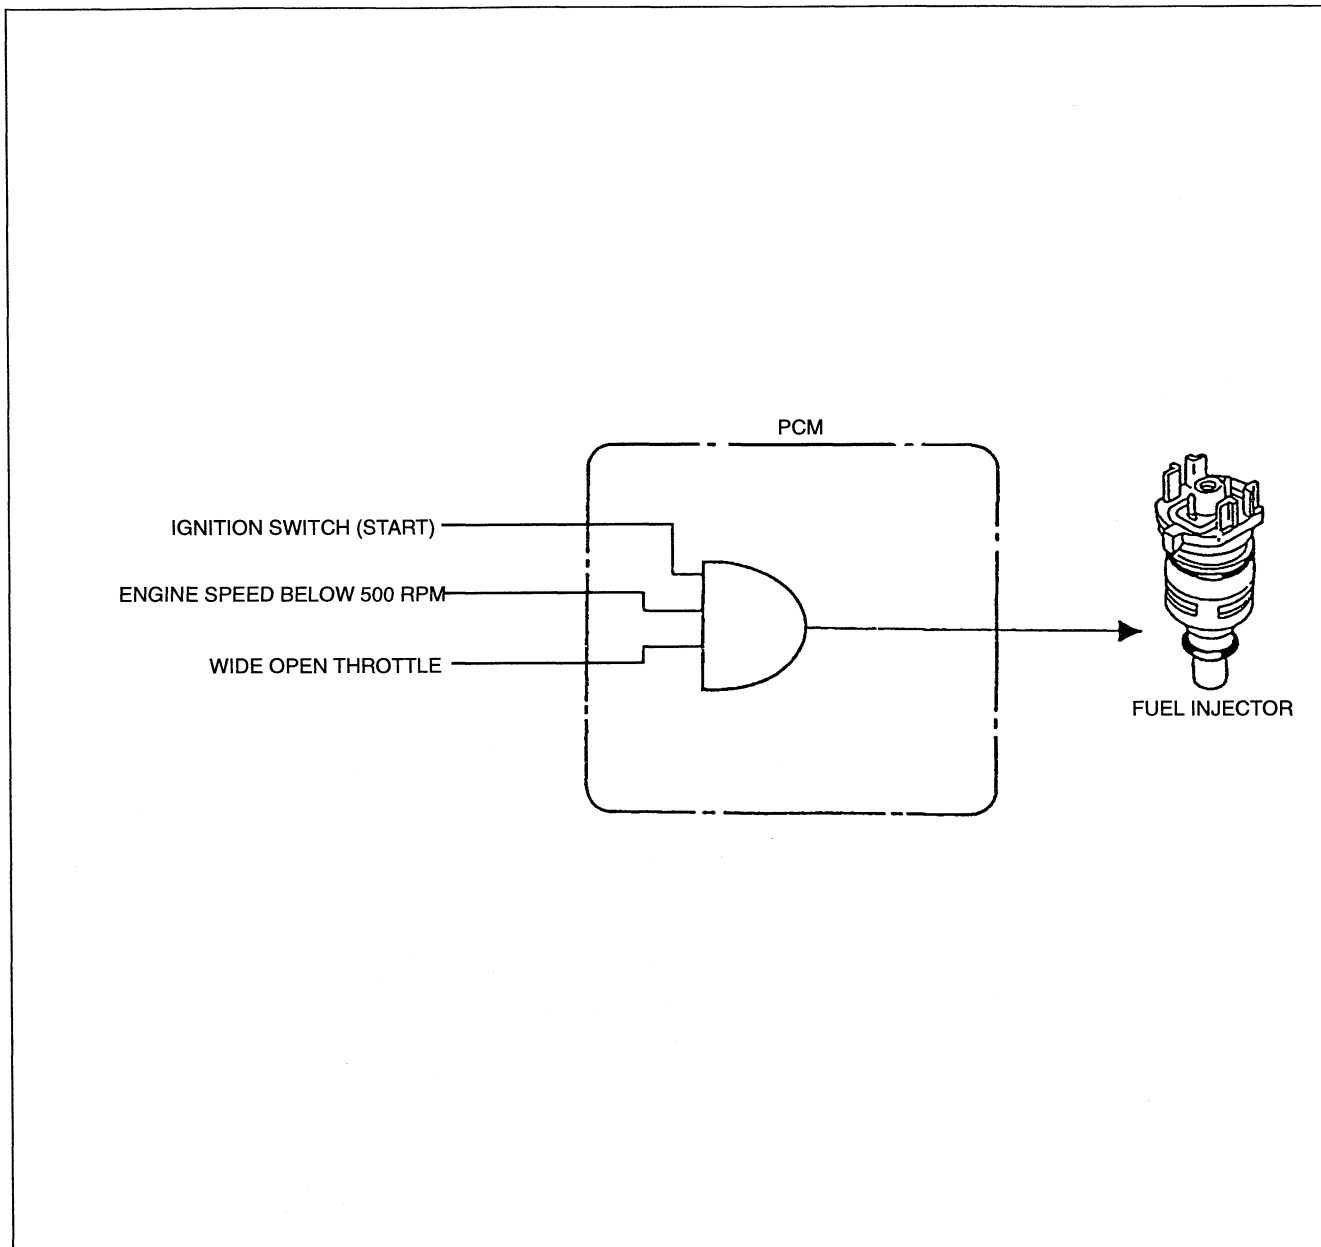 PCM
IGNITION SWITCH (START)
ENGINE SPEED BELOW 500 RPM
WIDE OPEN THROTTLE
FUEL INJECTOR